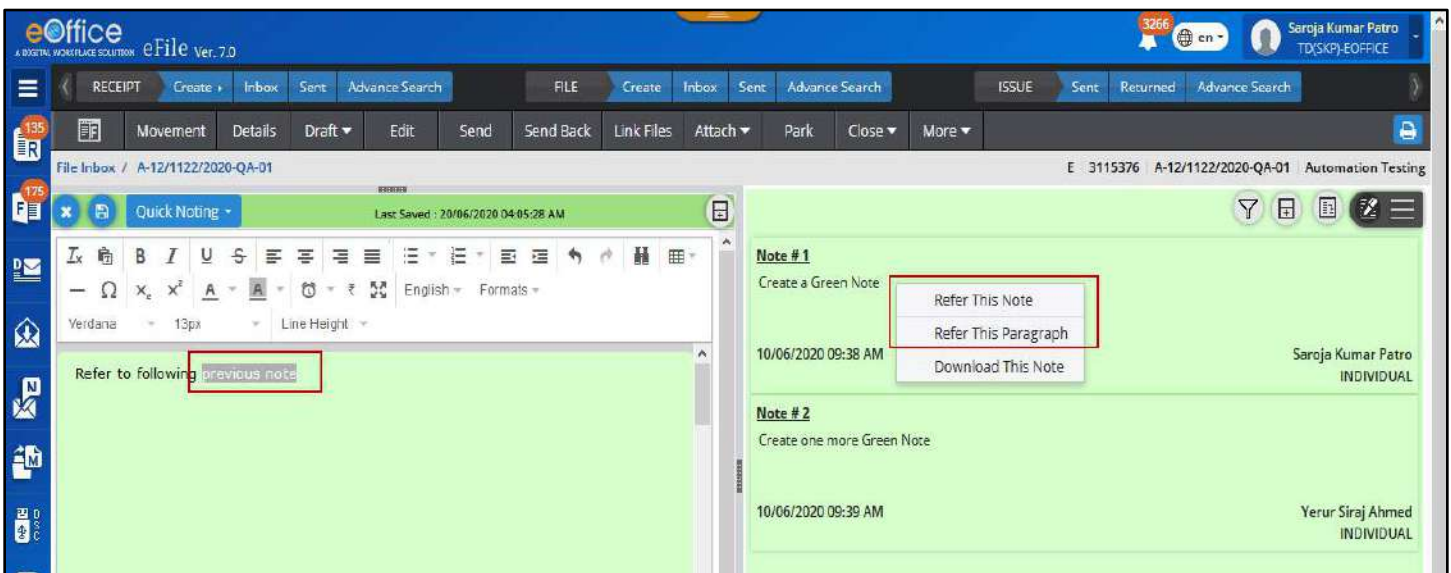 eOffice
A DIGITAL WORKPLACE SOLUTION eFile Ver. 7.0
3266
en
Saroja Kumar Patro
TD(SKP)-EOFFICE
RECEIPT Create Inbox Sent Advance Search FILE Create Inbox Sent Advance Search ISSUE Sent Returned Advance Search
135
R
Movement Details Draft Edit Send Send Back Link Files Attach Park Close More
File Inbox / A-12/1122/2020-QA-01
E 3115376 A-12/1122/2020-QA-01 Automation Testing
175
F
Quick Noting
Last Saved : 20/06/2020 04:05:28 AM
D
B I U S
Ω x x² A A ₹ English Formats
Verdana 13px Line Height
Refer to following previous note
N
M
DSC
Note # 1
Create a Green Note
Refer This Note
Refer This Paragraph
Download This Note
10/06/2020 09:38 AM
Saroja Kumar Patro
INDIVIDUAL
Note # 2
Create one more Green Note
10/06/2020 09:39 AM
Yerur Siraj Ahmed
INDIVIDUAL